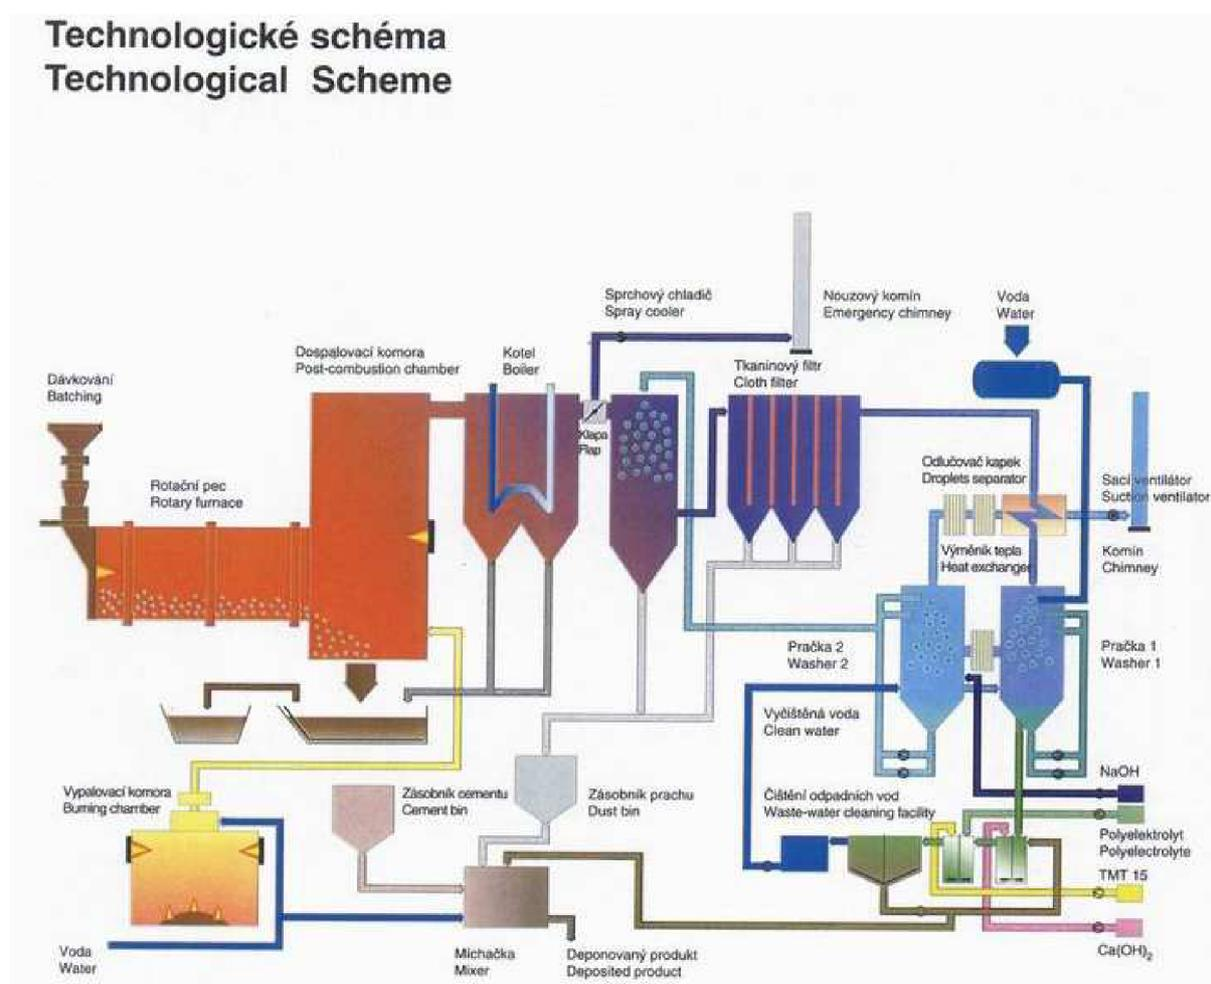 Technologické schéma
Technological Scheme
Sprchový chladič
Spray cooler
Nouzový komín
Emergency chimney
Voda
Water
Dospalovací komora
Post-combustion chamber
Kotel
Boiler
Tkaninový filtr
Cloth filter
Dávkování
Batching
Klapa
Flap
Odlučovač kapek
Droplets separator
Rotační pec
Rotary furnace
Sací ventilátor
Suction ventilator
Výměník tepla
Heat exchanger
Komín
Chimney
Pračka 2
Washer 2
Pračka 1
Washer 1
Vyčištěná voda
Clean water
NaOH
Vypalovací komora
Burning chamber
Zásobník cementu
Cement bin
Zásobník prachu
Dust bin
Čištění odpadních vod
Waste-water cleaning facility
Polyelektrolyt
Polyelectrolyte
TMT 15
Voda
Water
Míchačka
Mixer
Deponovaný produkt
Deposited product
Ca(OH)₂